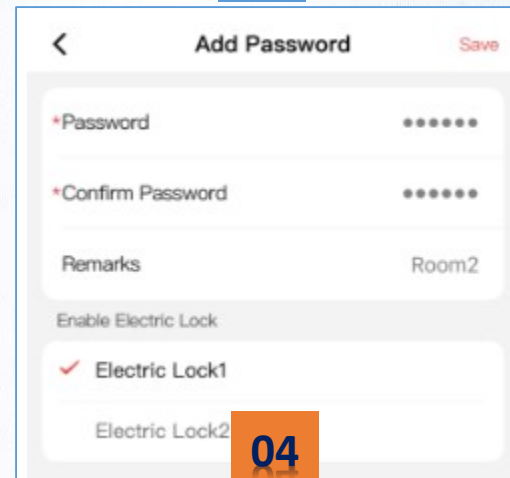 Add Password Save
*Password ●●●●●●
*Confirm Password ●●●●●●
Remarks Room2
Enable Electric Lock
✓ Electric Lock1
Electric Lock2
04